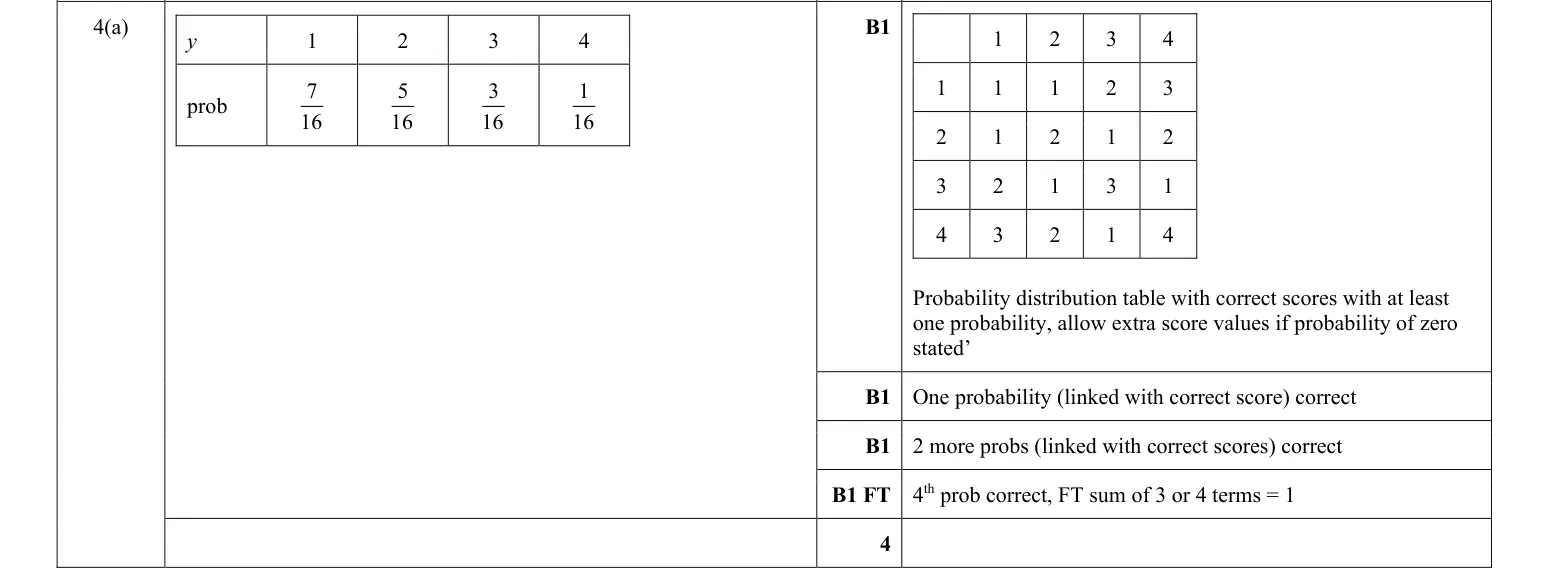 4(a)
y 1 2 3 4
prob 7/16 5/16 3/16 1/16
B1
1 2 3 4
1 1 1 2 3
2 1 2 1 2
3 2 1 3 1
4 3 2 1 4
Probability distribution table with correct scores with at least
one probability, allow extra score values if probability of zero
stated’
B1 One probability (linked with correct score) correct
B1 2 more probs (linked with correct scores) correct
B1 FT 4th prob correct, FT sum of 3 or 4 terms = 1
4